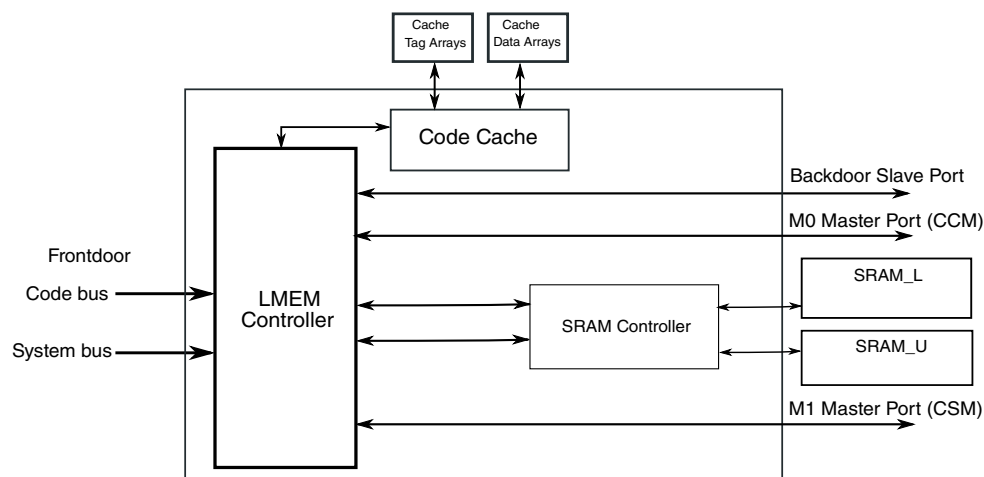 Cache
Tag Arrays
Cache
Data Arrays
Code Cache
Backdoor Slave Port
M0 Master Port (CCM)
Frontdoor
Code bus
System bus
LMEM
Controller
SRAM Controller
SRAM_L
SRAM_U
M1 Master Port (CSM)